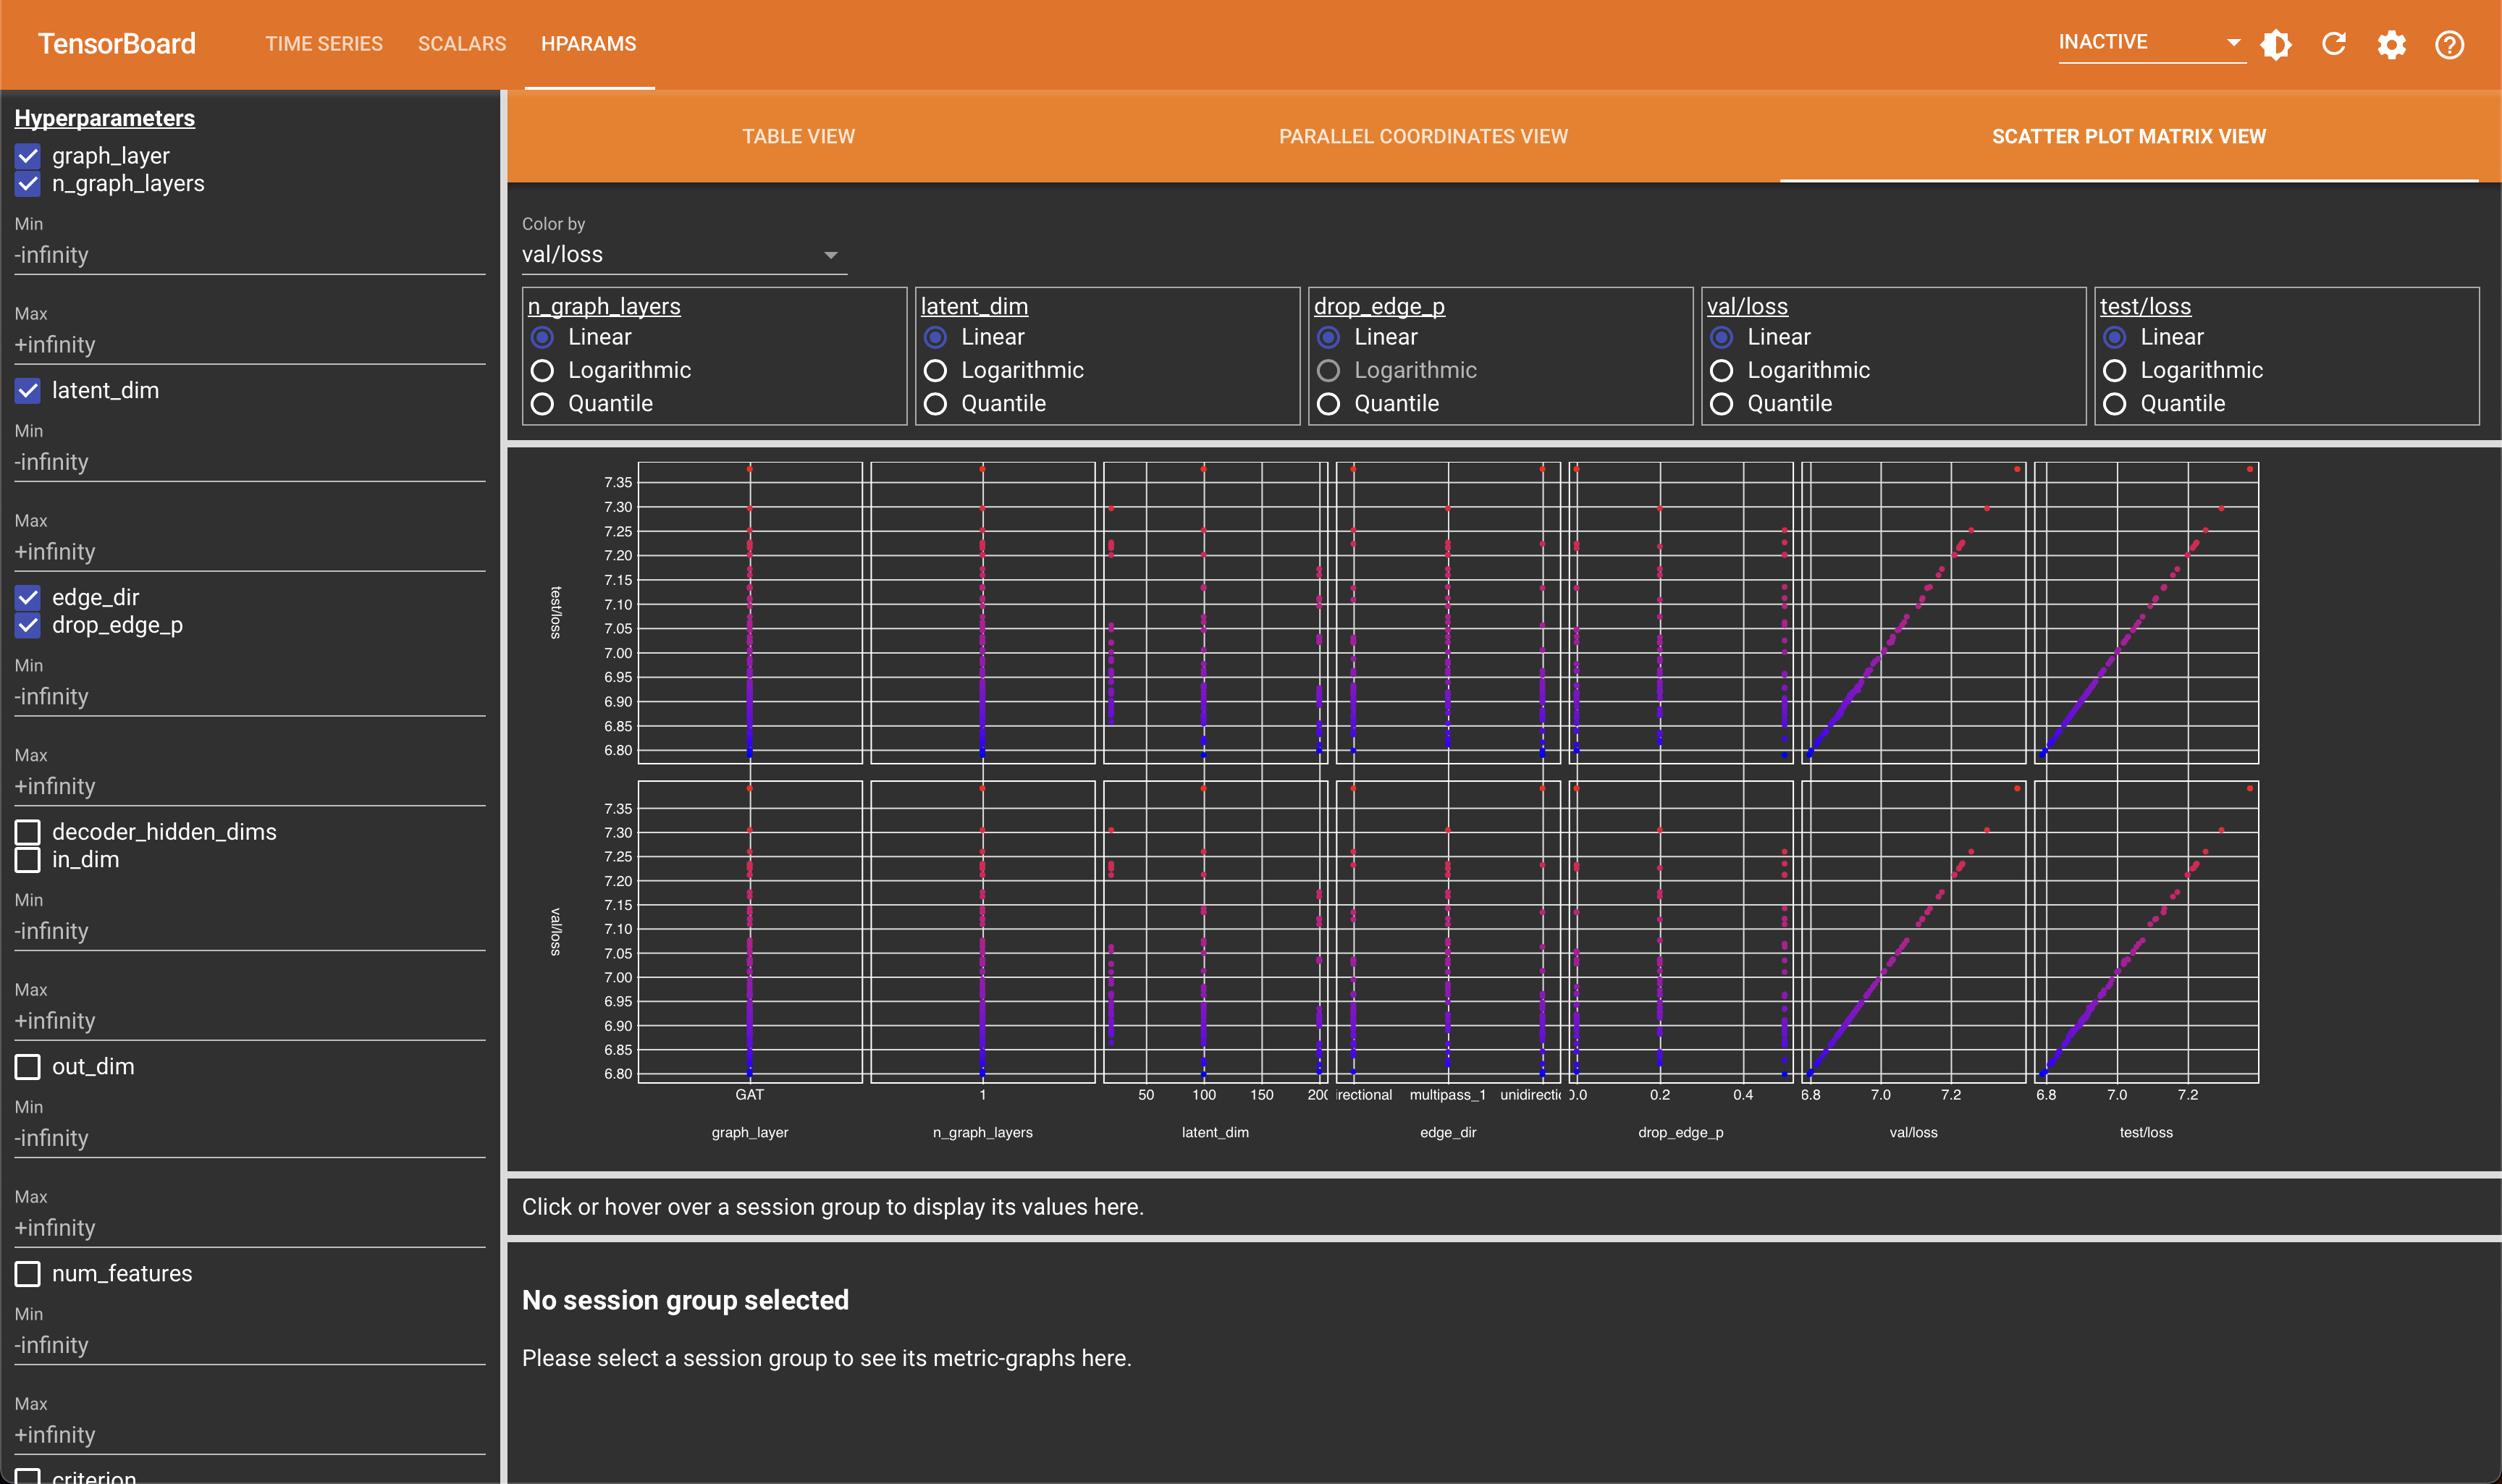 TensorBoard
TIME SERIES
SCALARS
HPARAMS
INACTIVE
Hyperparameters
graph_layer
n_graph_layers
Min
-infinity
Max
+infinity
latent_dim
Min
-infinity
Max
+infinity
edge_dir
drop_edge_p
Min
-infinity
Max
+infinity
decoder_hidden_dims
in_dim
Min
-infinity
Max
+infinity
out_dim
Min
-infinity
Max
+infinity
num_features
Min
-infinity
Max
+infinity
criterion
TABLE VIEW
PARALLEL COORDINATES VIEW
SCATTER PLOT MATRIX VIEW
Color by
val/loss
n_graph_layers
Linear
Logarithmic
Quantile
latent_dim
Linear
Logarithmic
Quantile
drop_edge_p
Linear
Logarithmic
Quantile
val/loss
Linear
Logarithmic
Quantile
test/loss
Linear
Logarithmic
Quantile
test/loss
7.35
7.30
7.25
7.20
7.15
7.10
7.05
7.00
6.95
6.90
6.85
6.80
val/loss
7.35
7.30
7.25
7.20
7.15
7.10
7.05
7.00
6.95
6.90
6.85
6.80
GAT 1 50 100 150 200 rectional multipass_1 unidirecti 0.0 0.2 0.4 6.8 7.0 7.2 6.8 7.0 7.2
graph_layer n_graph_layers latent_dim edge_dir drop_edge_p val/loss test/loss
Click or hover over a session group to display its values here.
No session group selected
Please select a session group to see its metric-graphs here.